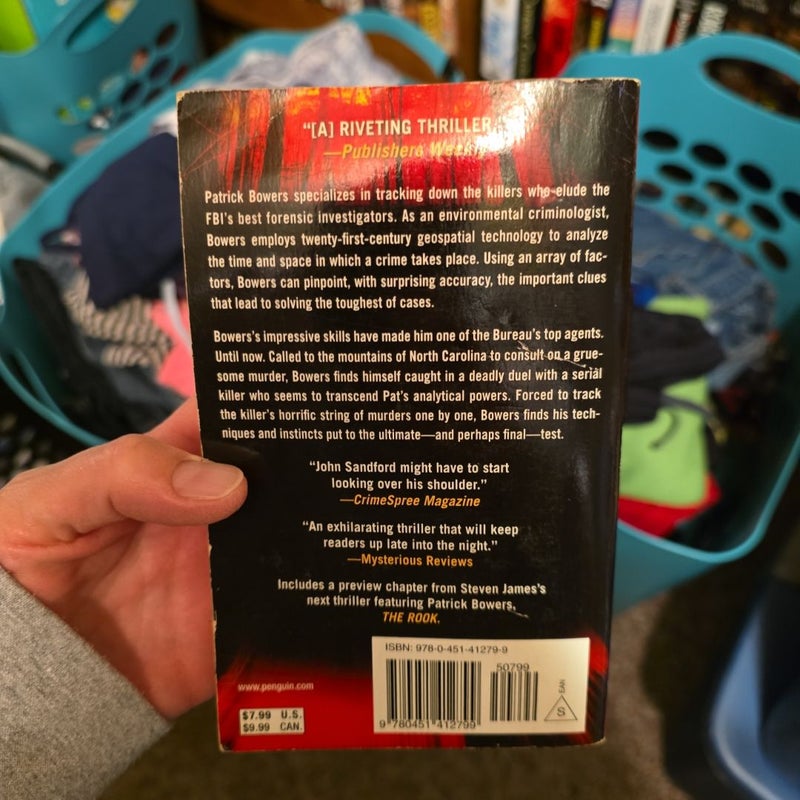 “[A] RIVETING THRILLER
—Publishers Weekly
Patrick Bowers specializes in tracking down the killers who elude the
FBI’s best forensic investigators. As an environmental criminologist,
Bowers employs twenty-first-century geospatial technology to analyze
the time and space in which a crime takes place. Using an array of fac-
tors, Bowers can pinpoint, with surprising accuracy, the important clues
that lead to solving the toughest of cases.
Bowers’s impressive skills have made him one of the Bureau’s top agents.
Until now. Called to the mountains of North Carolina to consult on a grue-
some murder, Bowers finds himself caught in a deadly duel with a serial
killer who seems to transcend Pat’s analytical powers. Forced to track
the killer’s horrific string of murders one by one, Bowers finds his tech-
niques and instincts put to the ultimate—and perhaps final—test.
“John Sandford might have to start
looking over his shoulder.”
—CrimeSpree Magazine
“An exhilarating thriller that will keep
readers up late into the night.”
—Mysterious Reviews
Includes a preview chapter from Steven James’s
next thriller featuring Patrick Bowers,
THE ROOK.
ISBN: 978-0-451-41279-9
50799
EAN
S
9 780451 412799
www.penguin.com
$7.99 U.S.
$9.99 CAN.